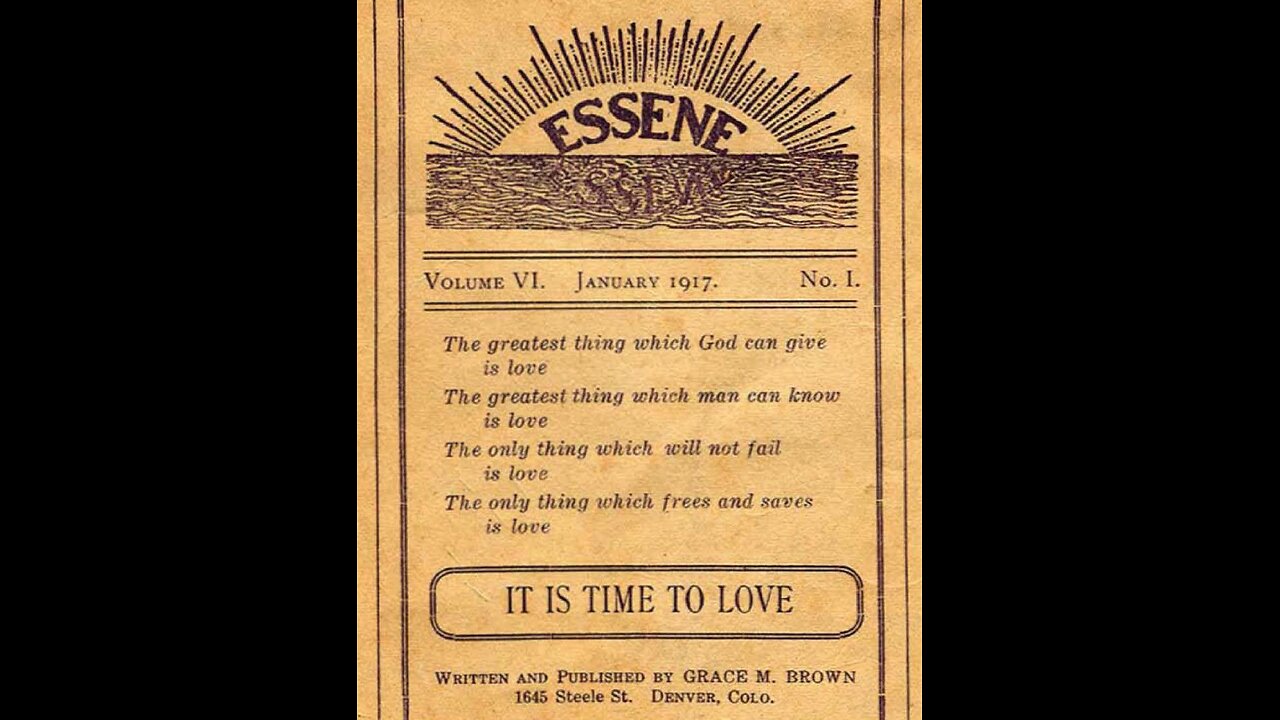 ESSENE
ESSENE
VOLUME VI. JANUARY 1917. No. I.
The greatest thing which God can give
is love
The greatest thing which man can know
is love
The only thing which will not fail
is love
The only thing which frees and saves
is love
IT IS TIME TO LOVE
WRITTEN AND PUBLISHED BY GRACE M. BROWN
1645 Steele St. DENVER, COLO.